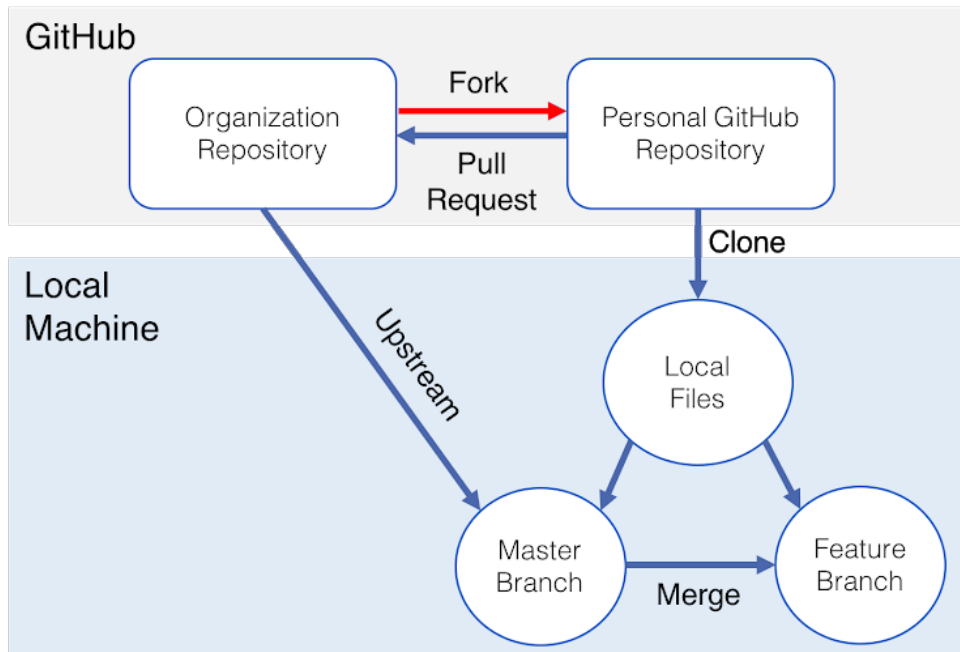 GitHub
Organization
Repository
Fork
Pull
Request
Personal GitHub
Repository
Clone
Local
Machine
Upstream
Local
Files
Master
Branch
Merge
Feature
Branch